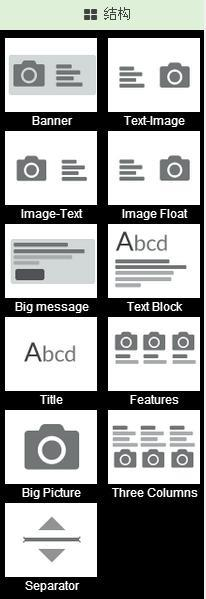 结构
Banner
Text-Image
Image-Text
Image Float
Big message
Abcd
Text Block
Abcd
Title
Features
Big Picture
Three Columns
Separator